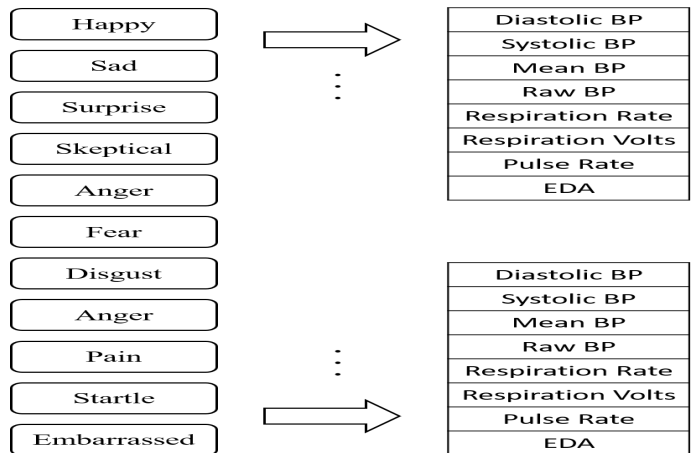 Happy
Sad
Surprise
Skeptical
Anger
Fear
Disgust
Anger
Pain
Startle
Embarrassed
Diastolic BP
Systolic BP
Mean BP
Raw BP
Respiration Rate
Respiration Volts
Pulse Rate
EDA
Diastolic BP
Systolic BP
Mean BP
Raw BP
Respiration Rate
Respiration Volts
Pulse Rate
EDA